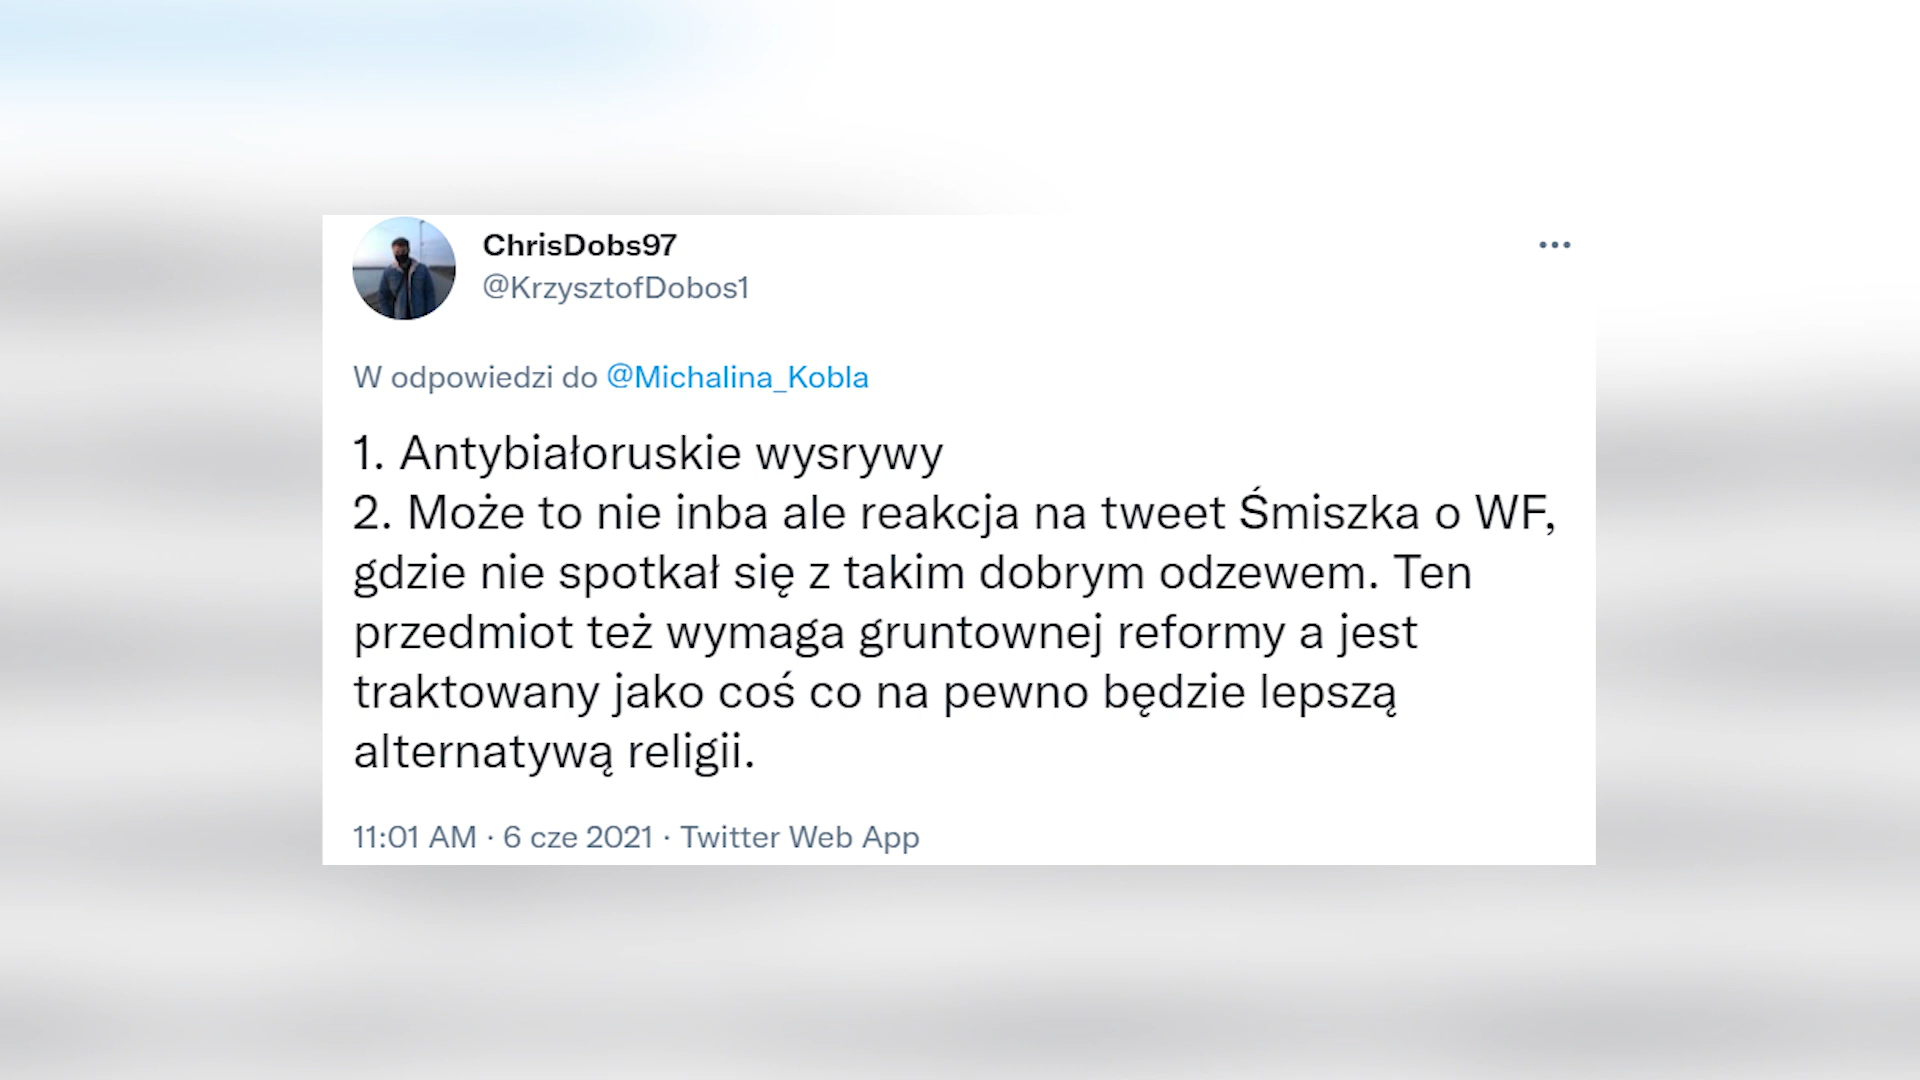 ChrisDobs97
@KrzysztofDobos1
W odpowiedzi do @Michalina_Kobla
1. Antybiałoruskie wysrywy
2. Może to nie inba ale reakcja na tweet Śmiszka o WF,
gdzie nie spotkał się z takim dobrym odzewem. Ten
przedmiot też wymaga gruntownej reformy a jest
traktowany jako coś co na pewno będzie lepszą
alternatywą religii.
11:01 AM · 6 cze 2021 · Twitter Web App